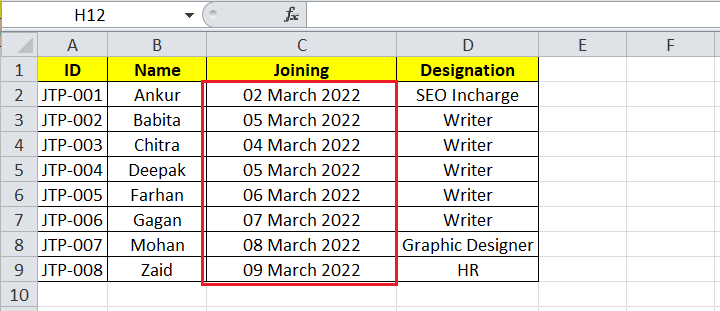 H12 fx
A B C D E F
1 ID Name Joining Designation
2 JTP-001 Ankur 02 March 2022 SEO Incharge
3 JTP-002 Babita 05 March 2022 Writer
4 JTP-003 Chitra 04 March 2022 Writer
5 JTP-004 Deepak 05 March 2022 Writer
6 JTP-005 Farhan 06 March 2022 Writer
7 JTP-006 Gagan 07 March 2022 Writer
8 JTP-007 Mohan 08 March 2022 Graphic Designer
9 JTP-008 Zaid 09 March 2022 HR
10